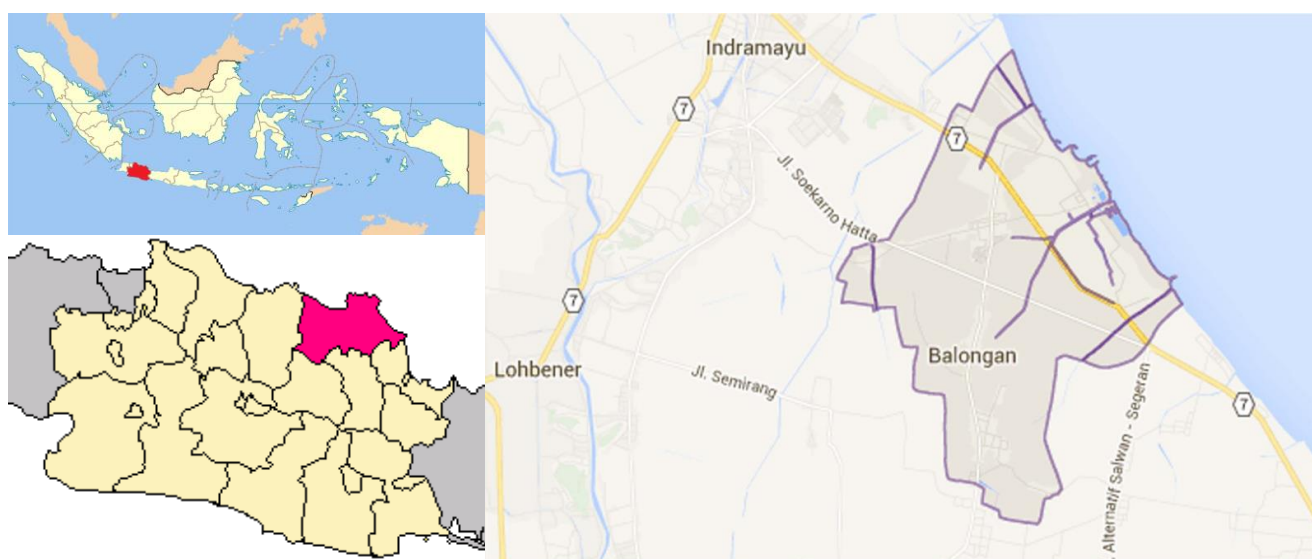 Indramayu
7
7
Jl. Soekarno Hatta
7
Balongan
Lohbener
Jl. Semirang
7
Alternatif Salwan - Segeran